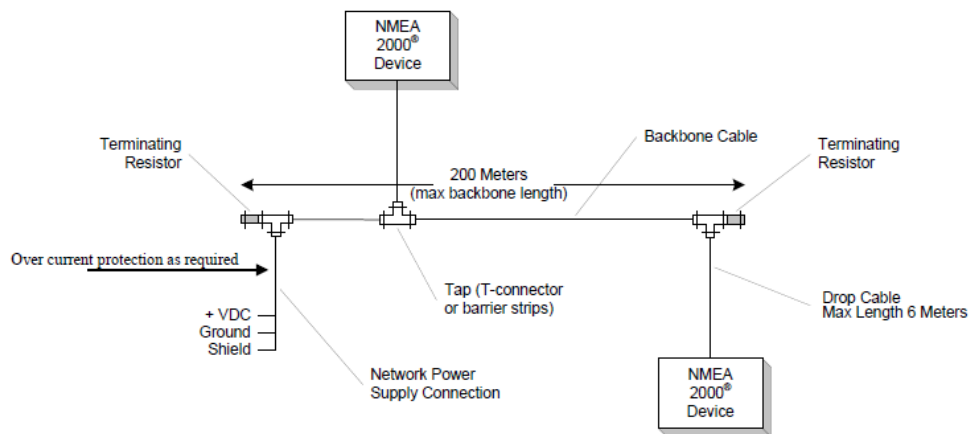 NMEA
2000®
Device
Terminating
Resistor
Backbone Cable
Terminating
Resistor
200 Meters
(max backbone length)
Over current protection as required
Tap (T-connector
or barrier strips)
Drop Cable
Max Length 6 Meters
+ VDC
Ground
Shield
Network Power
Supply Connection
NMEA
2000®
Device